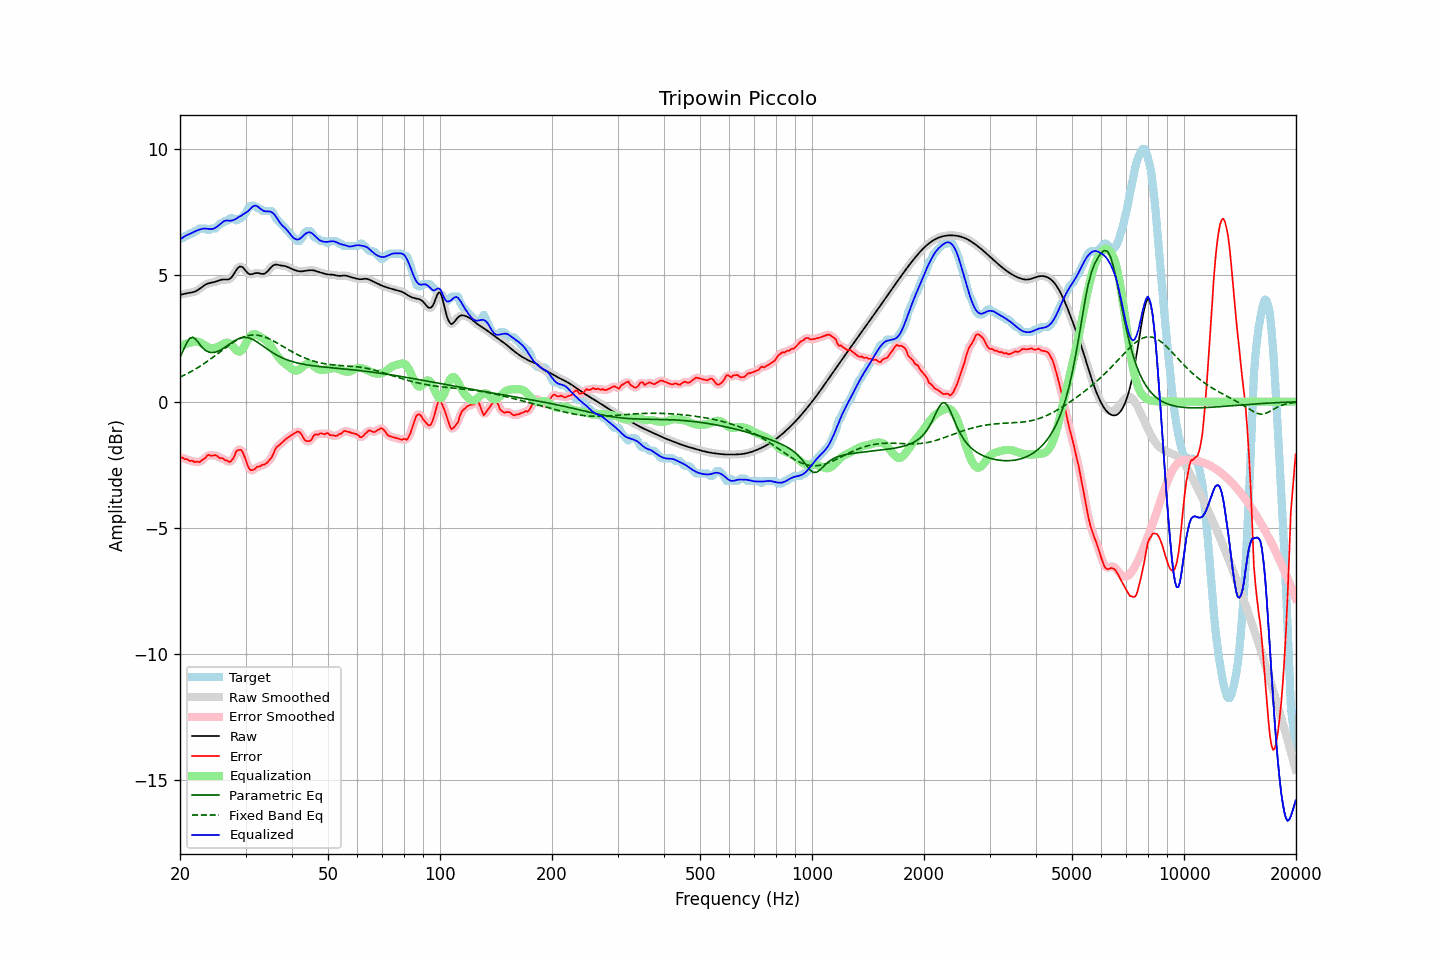 Tripowin Piccolo
Amplitude (dBr)
10
5
0
−5
−10
−15
Target
Raw Smoothed
Error Smoothed
Raw
Error
Equalization
Parametric Eq
Fixed Band Eq
Equalized
20 50 100 200 500 1000 2000 5000 10000 20000
Frequency (Hz)